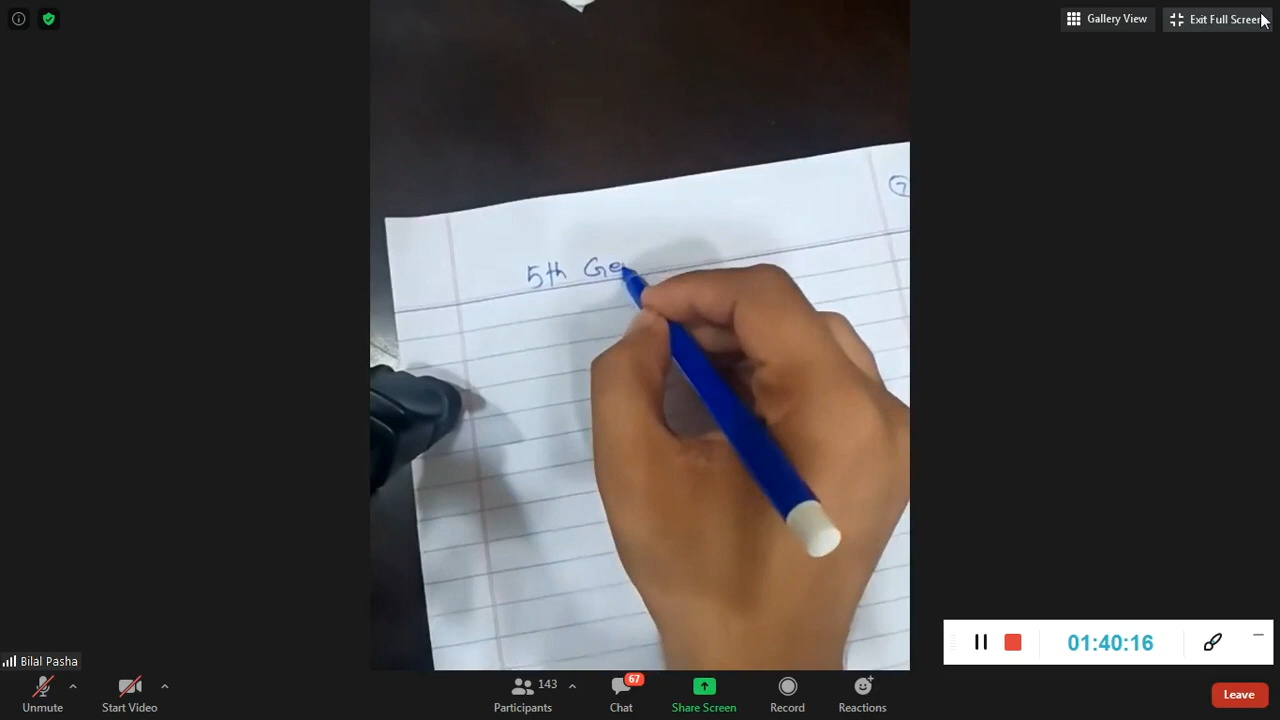 Gallery View
Exit Full Screen
7
5th Ge
01:40:16
Bilal Pasha
Unmute
Start Video
143
Participants
67
Chat
Share Screen
Record
Reactions
Leave